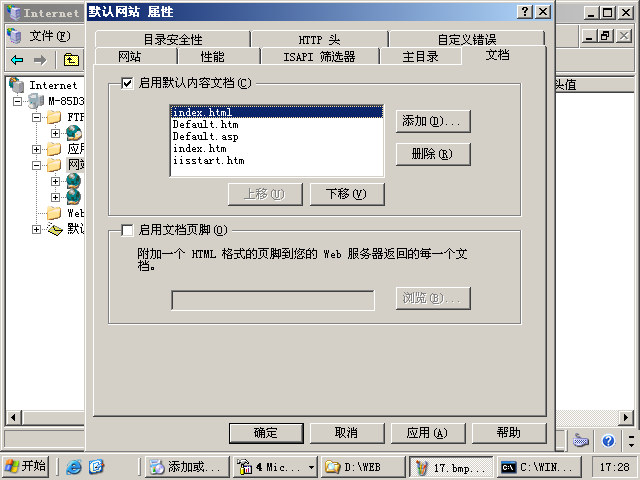 Internet
默认网站 属性
文件(F)
目录安全性
HTTP 头
自定义错误
网站
性能
ISAPI 筛选器
主目录
文档
头值
Internet
M-85D3
FTP
应用
网站
Web
默认
启用默认内容文档(C)
index.html
Default.htm
Default.asp
index.htm
iisstart.htm
添加(D)...
删除(R)
上移(U)
下移(V)
启用文档页脚(O)
附加一个 HTML 格式的页脚到您的 Web 服务器返回的每一个文
档。
浏览(B)...
确定
取消
应用(A)
帮助
开始
添加或...
4 Mic...
D:\WEB
17.bmp...
C:\WIN...
17:28